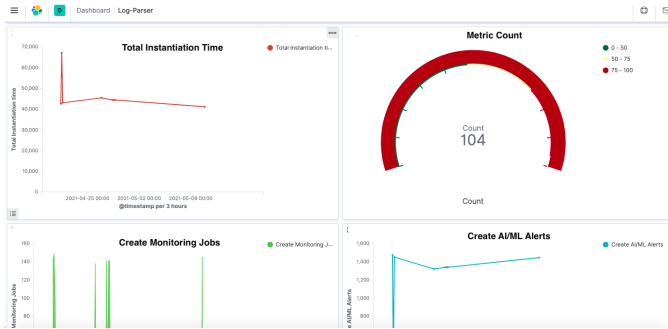 D Dashboard Log-Parser
Total Instantiation Time
Total Instantiation ti...
Total Instantiation time
70,000
60,000
50,000
40,000
30,000
20,000
10,000
0
2021-04-25 00:00 2021-05-02 00:00 2021-05-09 00:00
@timestamp per 3 hours
Metric Count
0 - 50
50 - 75
75 - 100
Count
104
Count
Create Monitoring Jobs
Create Monitoring J...
Monitoring Jobs
160
140
120
100
80
Create AI/ML Alerts
Create AI/ML Alerts
AI/ML Alerts
1,600
1,400
1,200
1,000
800